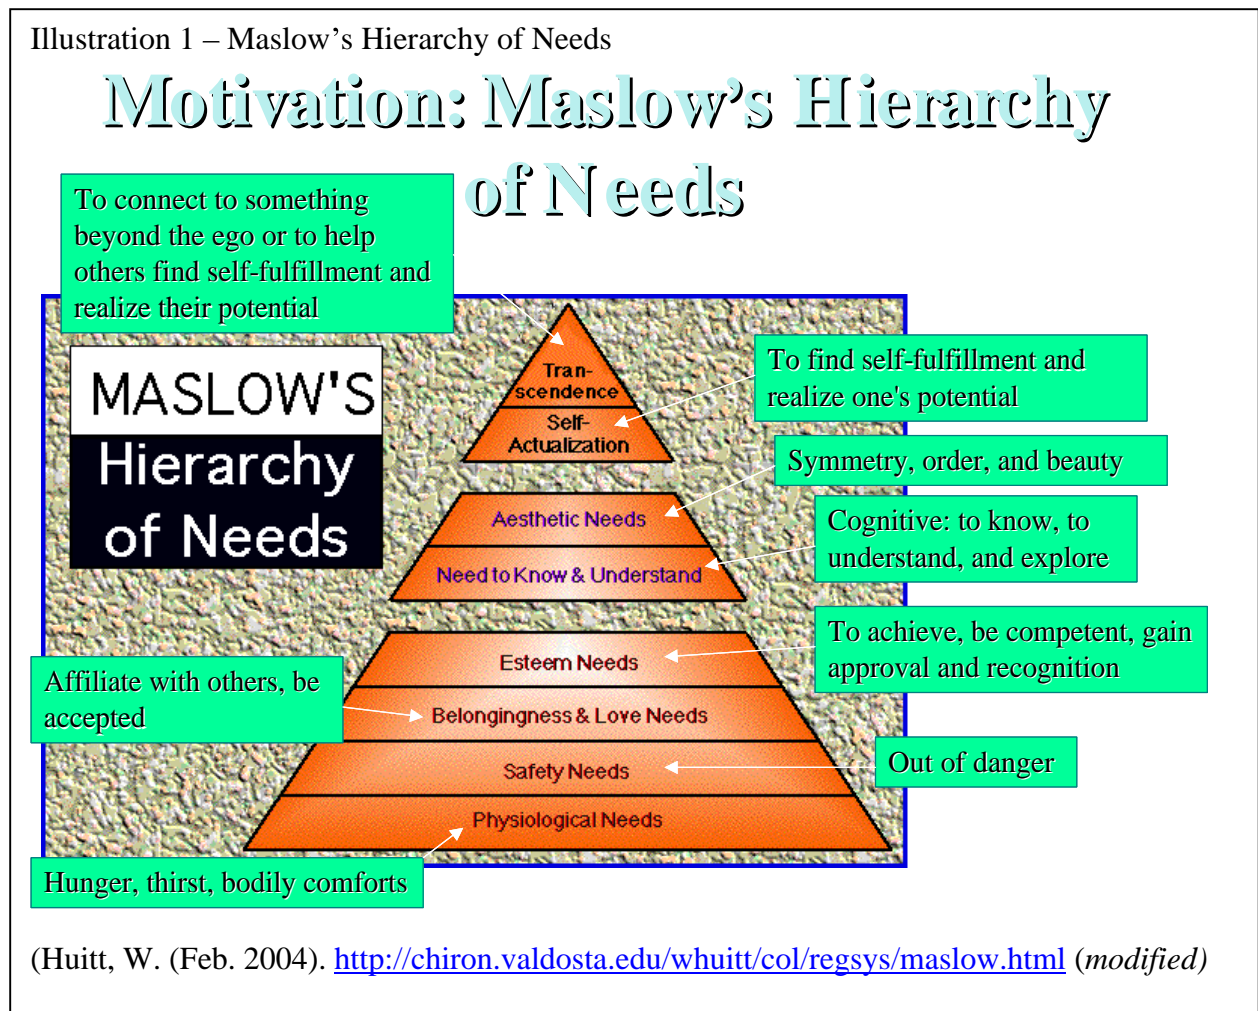 Illustration 1 – Maslow's Hierarchy of Needs
Motivation: Maslow's Hierarchy
of Needs
To connect to something
beyond the ego or to help
others find self-fulfillment and
realize their potential
MASLOW'S
Hierarchy
of Needs
Tran-
scendence
Self-
Actualization
To find self-fulfillment and
realize one's potential
Symmetry, order, and beauty
Aesthetic Needs
Cognitive: to know, to
understand, and explore
Need to Know & Understand
To achieve, be competent, gain
approval and recognition
Esteem Needs
Affiliate with others, be
accepted
Belongingness & Love Needs
Out of danger
Safety Needs
Physiological Needs
Hunger, thirst, bodily comforts
(Huitt, W. (Feb. 2004). http://chiron.valdosta.edu/whuitt/col/regsys/maslow.html (modified)